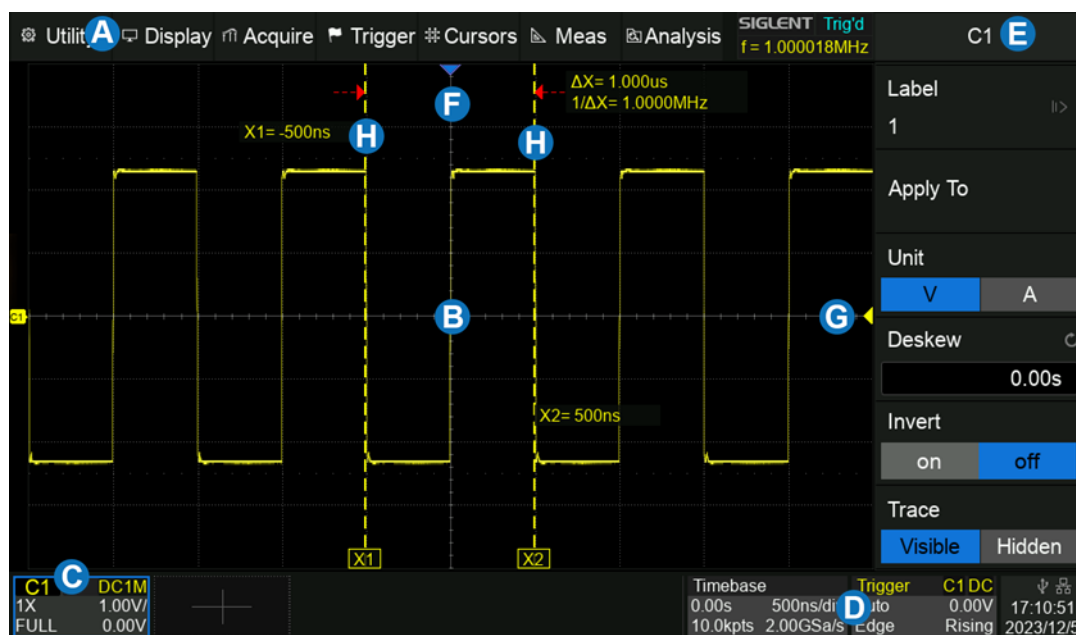 Utility Display Acquire Trigger Cursors Meas Analysis
A
SIGLENT Trig'd
f = 1.000018MHz
C1 E
ΔX= 1.000us
1/ΔX= 1.0000MHz
F
X1= -500ns
H
H
C1
B
G
X2= 500ns
X1
X2
Label
1
Apply To
Unit
V A
Deskew
0.00s
Invert
on off
Trace
Visible Hidden
C1 DC1M
C
1X 1.00V/
FULL 0.00V
Timebase
0.00s 500ns/di
10.0kpts 2.00GSa/s
D
Trigger C1 DC
uto 0.00V
Edge Rising
17:10:51
2023/12/5